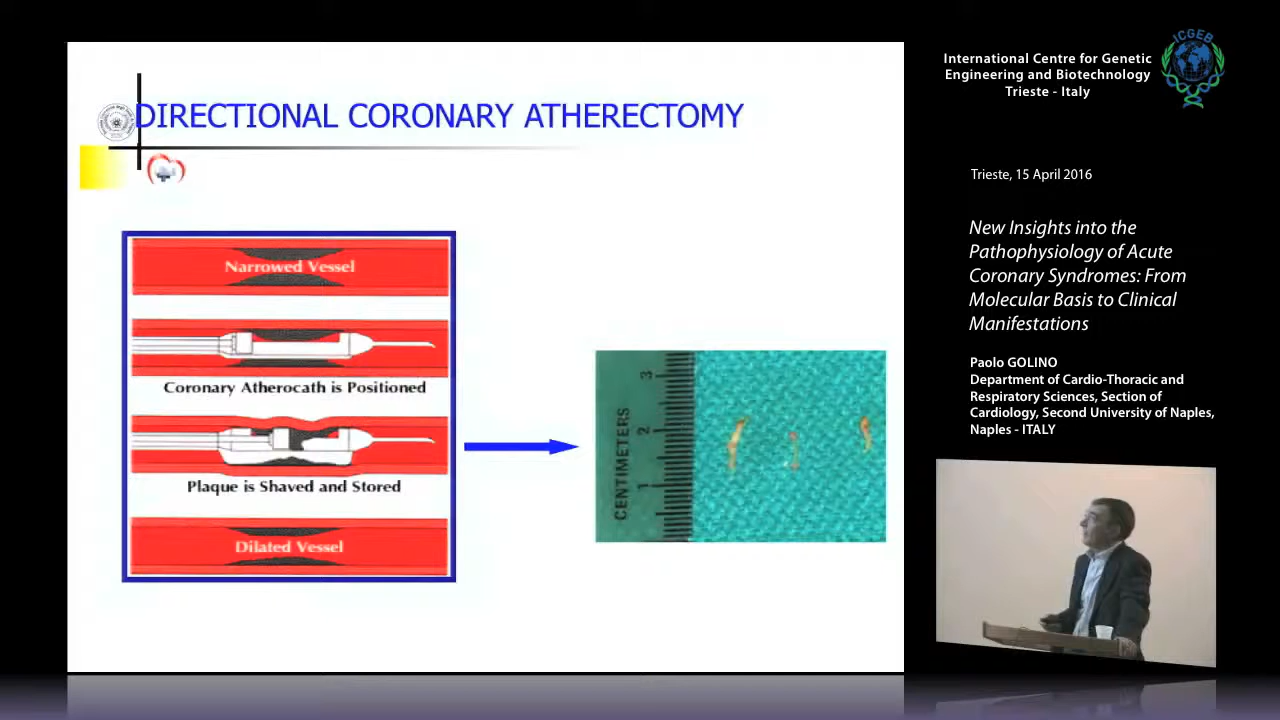 DIRECTIONAL CORONARY ATHERECTOMY
Narrowed Vessel
Coronary Atherocath is Positioned
Plaque is Shaved and Stored
Dilated Vessel
CENTIMETERS
1
2
3
International Centre for Genetic
Engineering and Biotechnology
Trieste - Italy
ICGEB
Trieste, 15 April 2016
New Insights into the
Pathophysiology of Acute
Coronary Syndromes: From
Molecular Basis to Clinical
Manifestations
Paolo GOLINO
Department of Cardio-Thoracic and
Respiratory Sciences, Section of
Cardiology, Second University of Naples,
Naples - ITALY